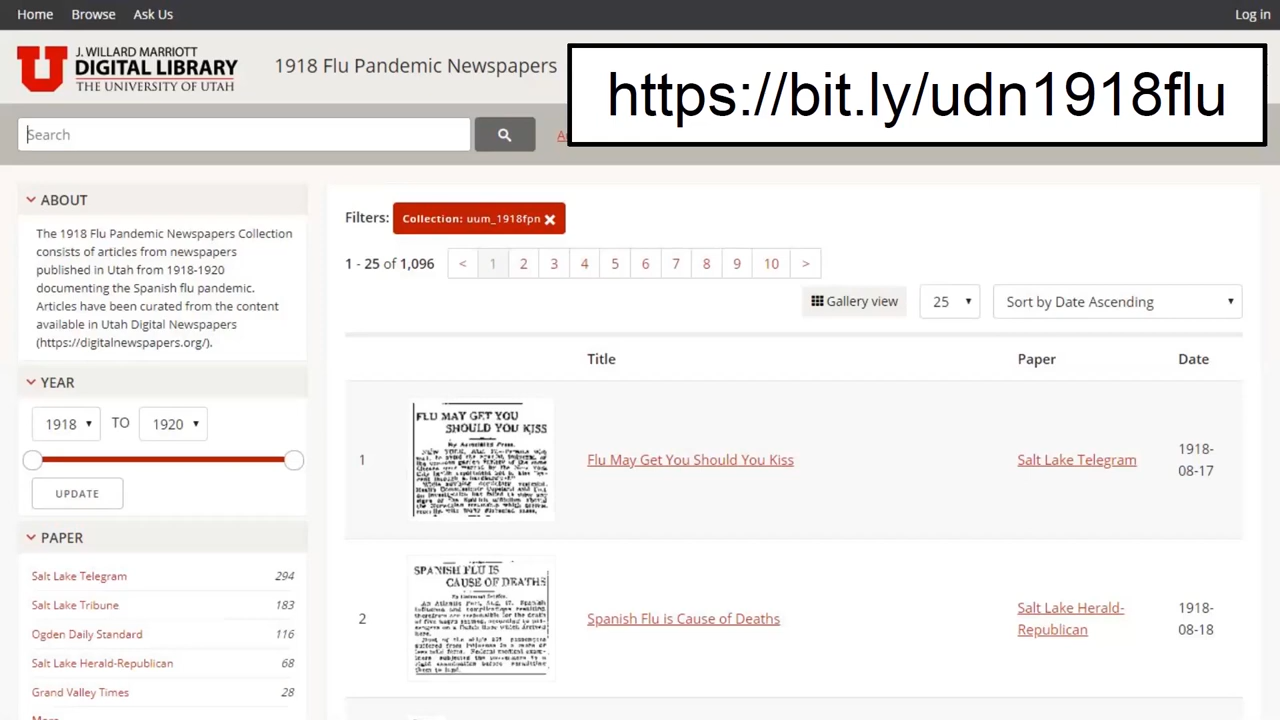 Home Browse Ask Us Log in
J. WILLARD MARRIOTT
DIGITAL LIBRARY
THE UNIVERSITY OF UTAH
1918 Flu Pandemic Newspapers
https://bit.ly/udn1918flu
Search
ABOUT
The 1918 Flu Pandemic Newspapers Collection
consists of articles from newspapers
published in Utah from 1918-1920
documenting the Spanish flu pandemic.
Articles have been curated from the content
available in Utah Digital Newspapers
(https://digitalnewspapers.org/).
YEAR
1918 TO 1920
UPDATE
PAPER
Salt Lake Telegram 294
Salt Lake Tribune 183
Ogden Daily Standard 116
Salt Lake Herald-Republican 68
Grand Valley Times 28
Filters: Collection: uum_1918fpn
1 - 25 of 1,096 < 1 2 3 4 5 6 7 8 9 10 >
Gallery view 25 Sort by Date Ascending
Title Paper Date
1
FLU MAY GET YOU
SHOULD YOU KISS
Flu May Get You Should You Kiss
Salt Lake Telegram
1918-
08-17
2
SPANISH FLU IS
CAUSE OF DEATHS
Spanish Flu is Cause of Deaths
Salt Lake Herald-
Republican
1918-
08-18